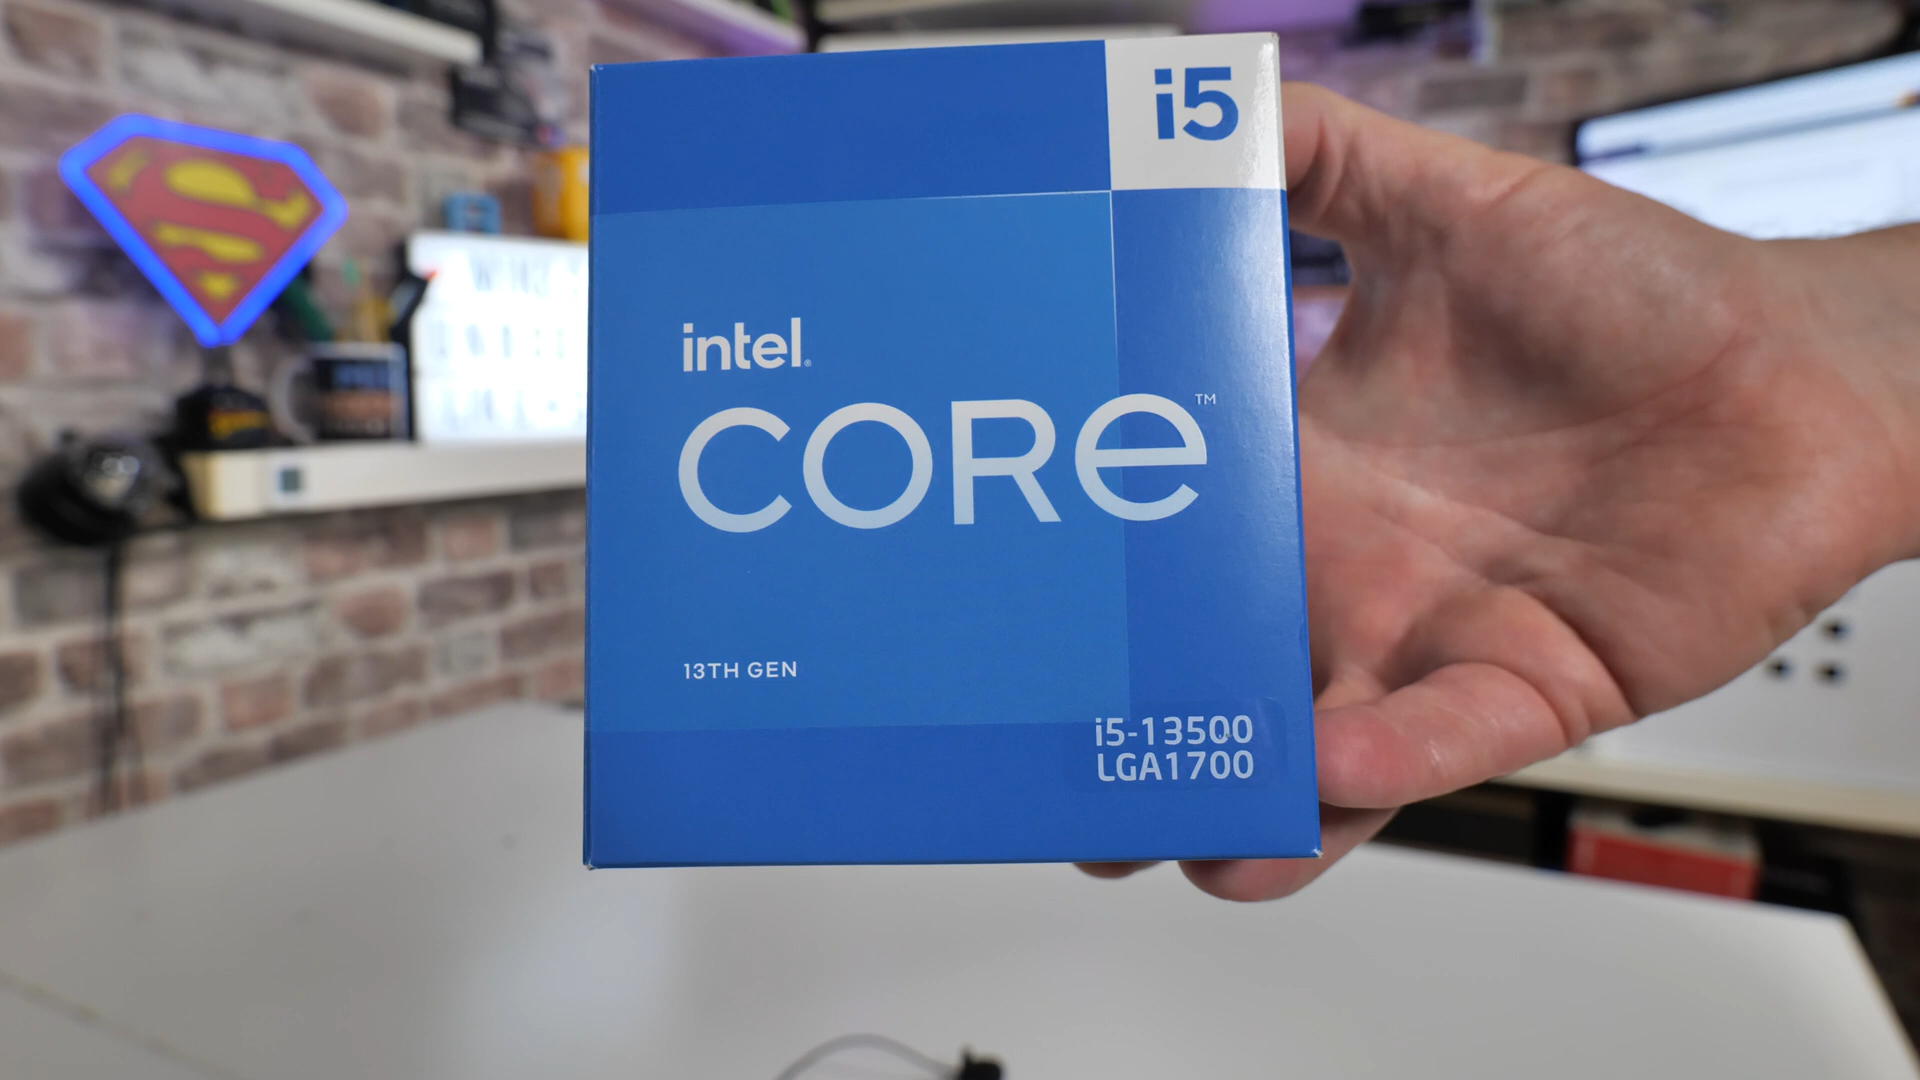 i5
intel®
CORE™
13TH GEN
i5-13500
LGA1700